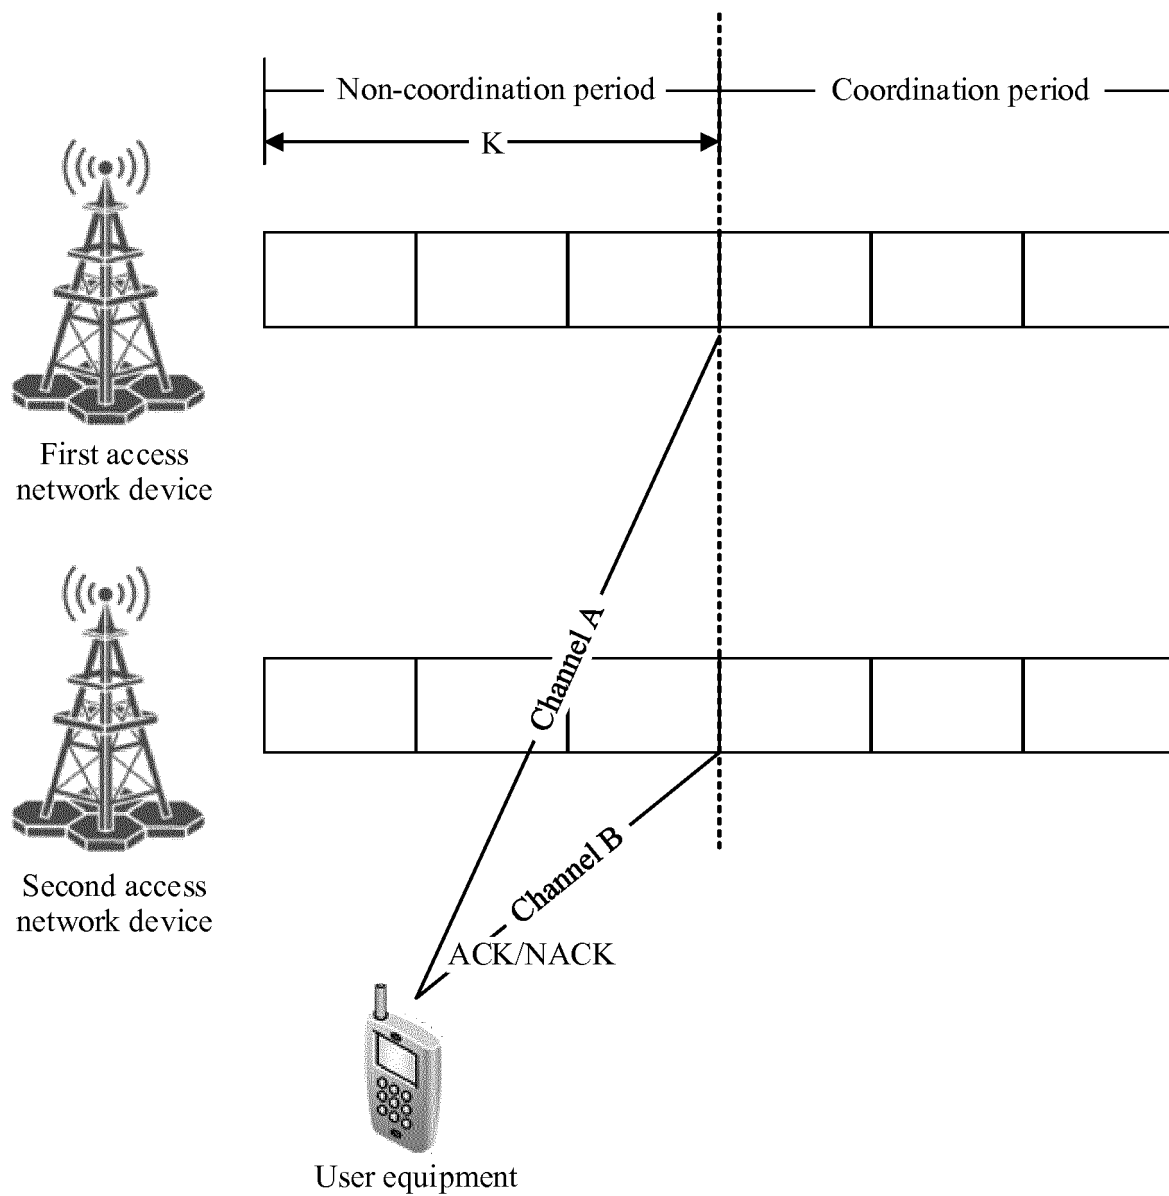 Non-coordination period
Coordination period
K
First access
network device
Channel A
Second access
network device
Channel B
ACK/NACK
User equipment